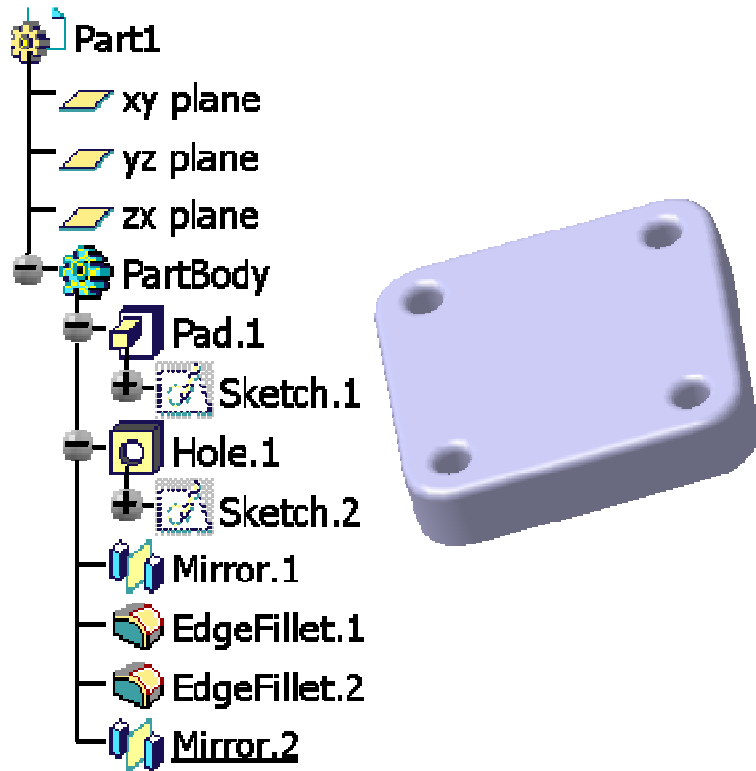 Part1
xy plane
yz plane
zx plane
PartBody
Pad.1
Sketch.1
Hole.1
Sketch.2
Mirror.1
EdgeFillet.1
EdgeFillet.2
Mirror.2